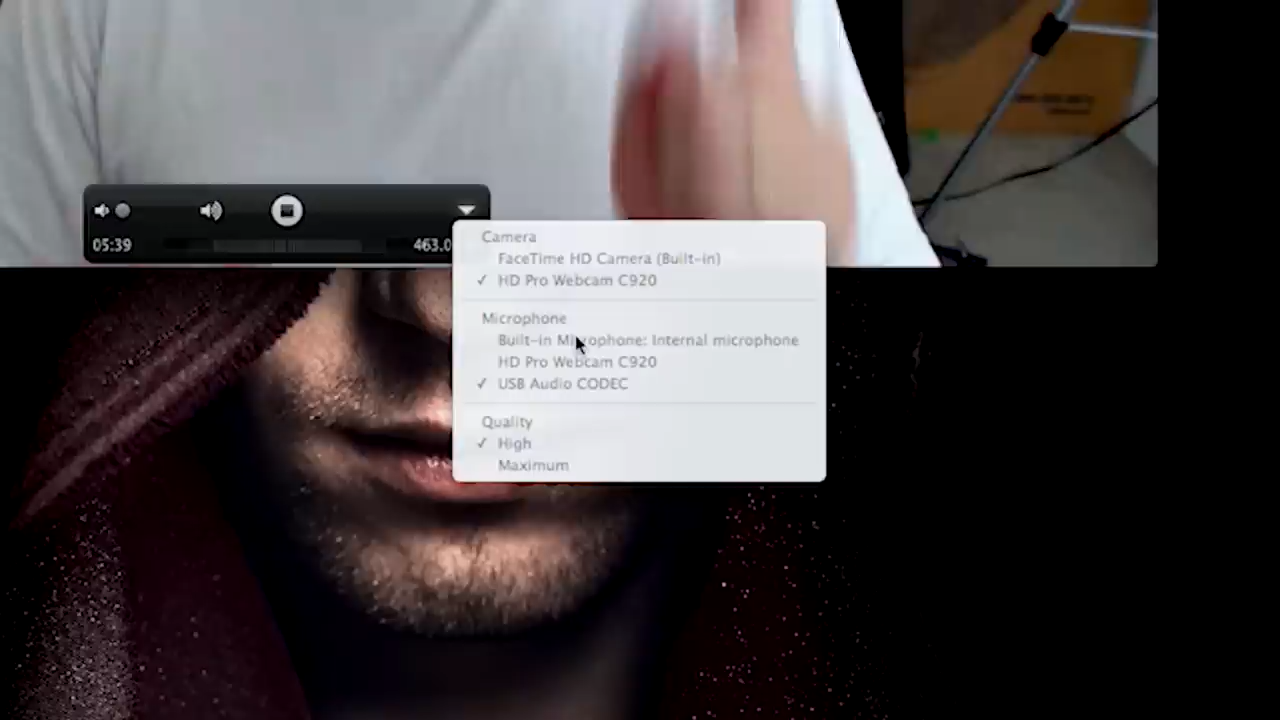 05:39
463.0
Camera
FaceTime HD Camera (Built-in)
✓ HD Pro Webcam C920
Microphone
Built-in Microphone: Internal microphone
HD Pro Webcam C920
✓ USB Audio CODEC
Quality
✓ High
Maximum